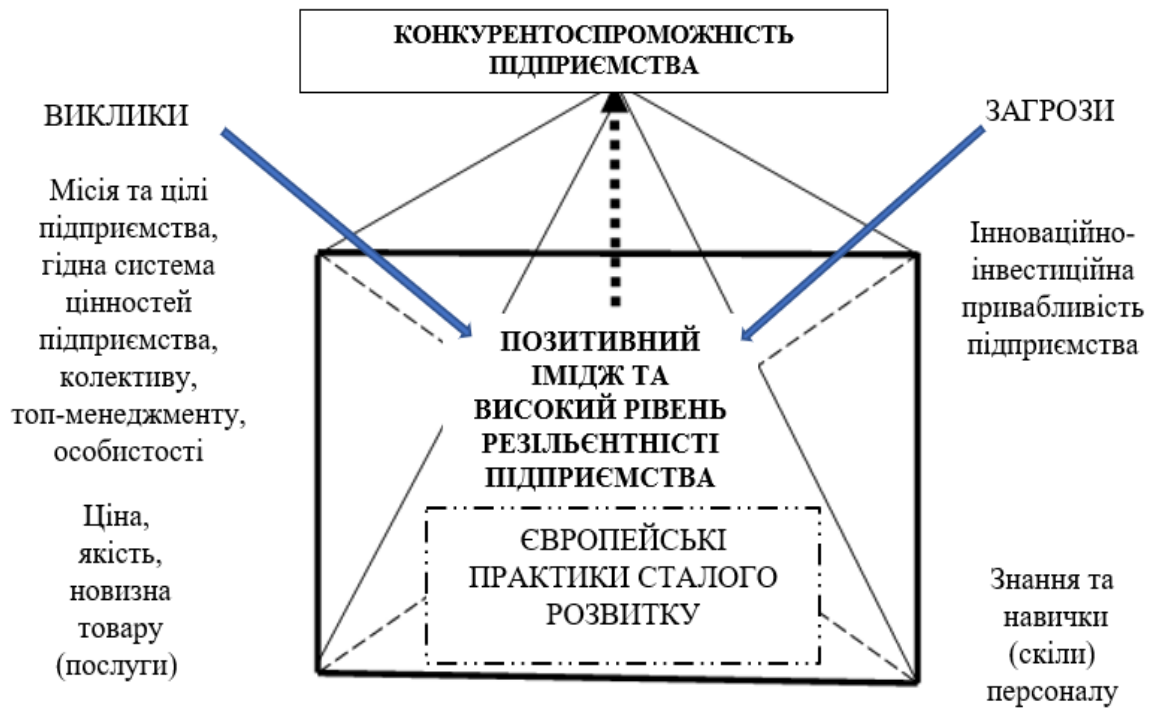 КОНКУРЕНТОСПРОМОЖНІСТЬ
ПІДПРИЄМСТВА
ВИКЛИКИ
ЗАГРОЗИ
Місія та цілі
підприємства,
гідна система
цінностей
підприємства,
колективу,
топ-менеджменту,
особистості
Інноваційно-
інвестиційна
привабливість
підприємства
ПОЗИТИВНИЙ
ІМІДЖ ТА
ВИСОКИЙ РІВЕНЬ
РЕЗІЛЬЄНТНІСТІ
ПІДПРИЄМСТВА
ЄВРОПЕЙСЬКІ
ПРАКТИКИ СТАЛОГО
РОЗВИТКУ
Ціна,
якість,
новизна
товару
(послуги)
Знання та
навички
(скіли)
персоналу